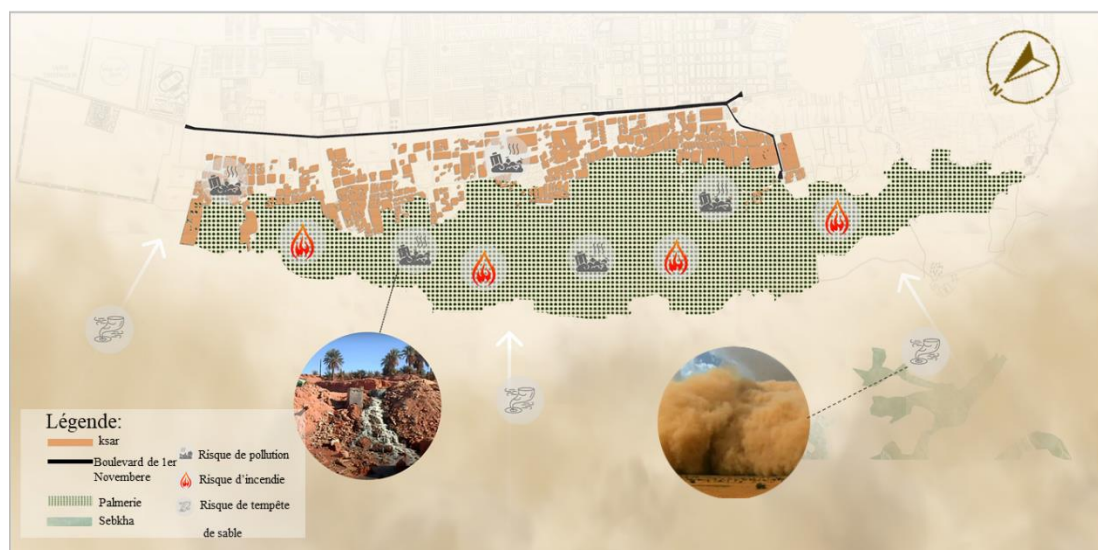 N
Légende:
ksar
Boulevard de 1er
Novembere
Palmerie
Sebkha
Risque de pollution
Risque d'incendie
Risque de tempête
de sable